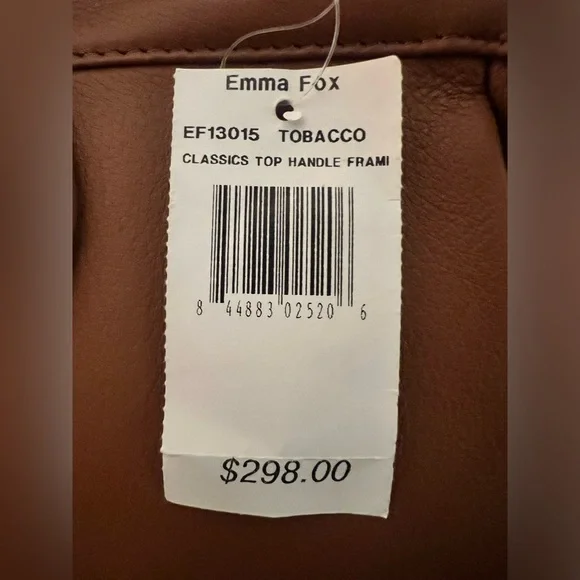 Emma Fox
EF13015 TOBACCO
CLASSICS TOP HANDLE FRAMI
8 44883 02520 6
$298.00